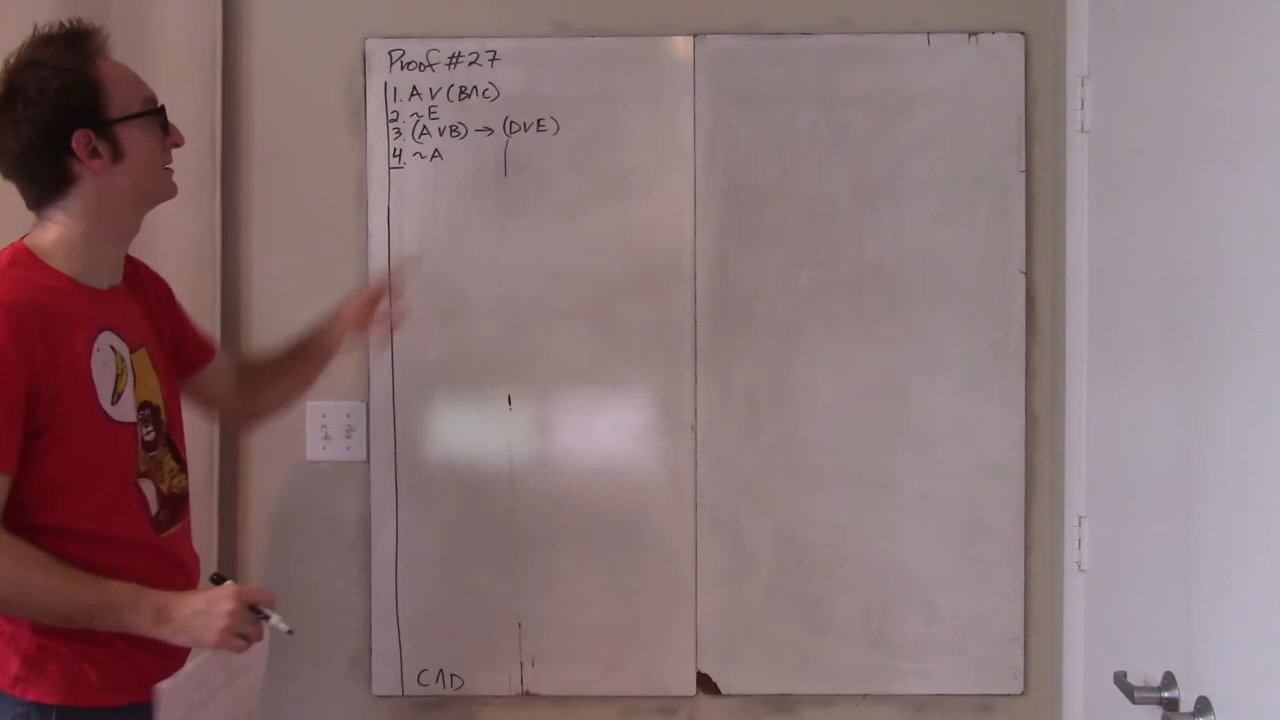 Proof #27
1. A ∨ (B∧C)
2. ~E
3. (A∨B) → (D∨E)
4. ~A
C∧D